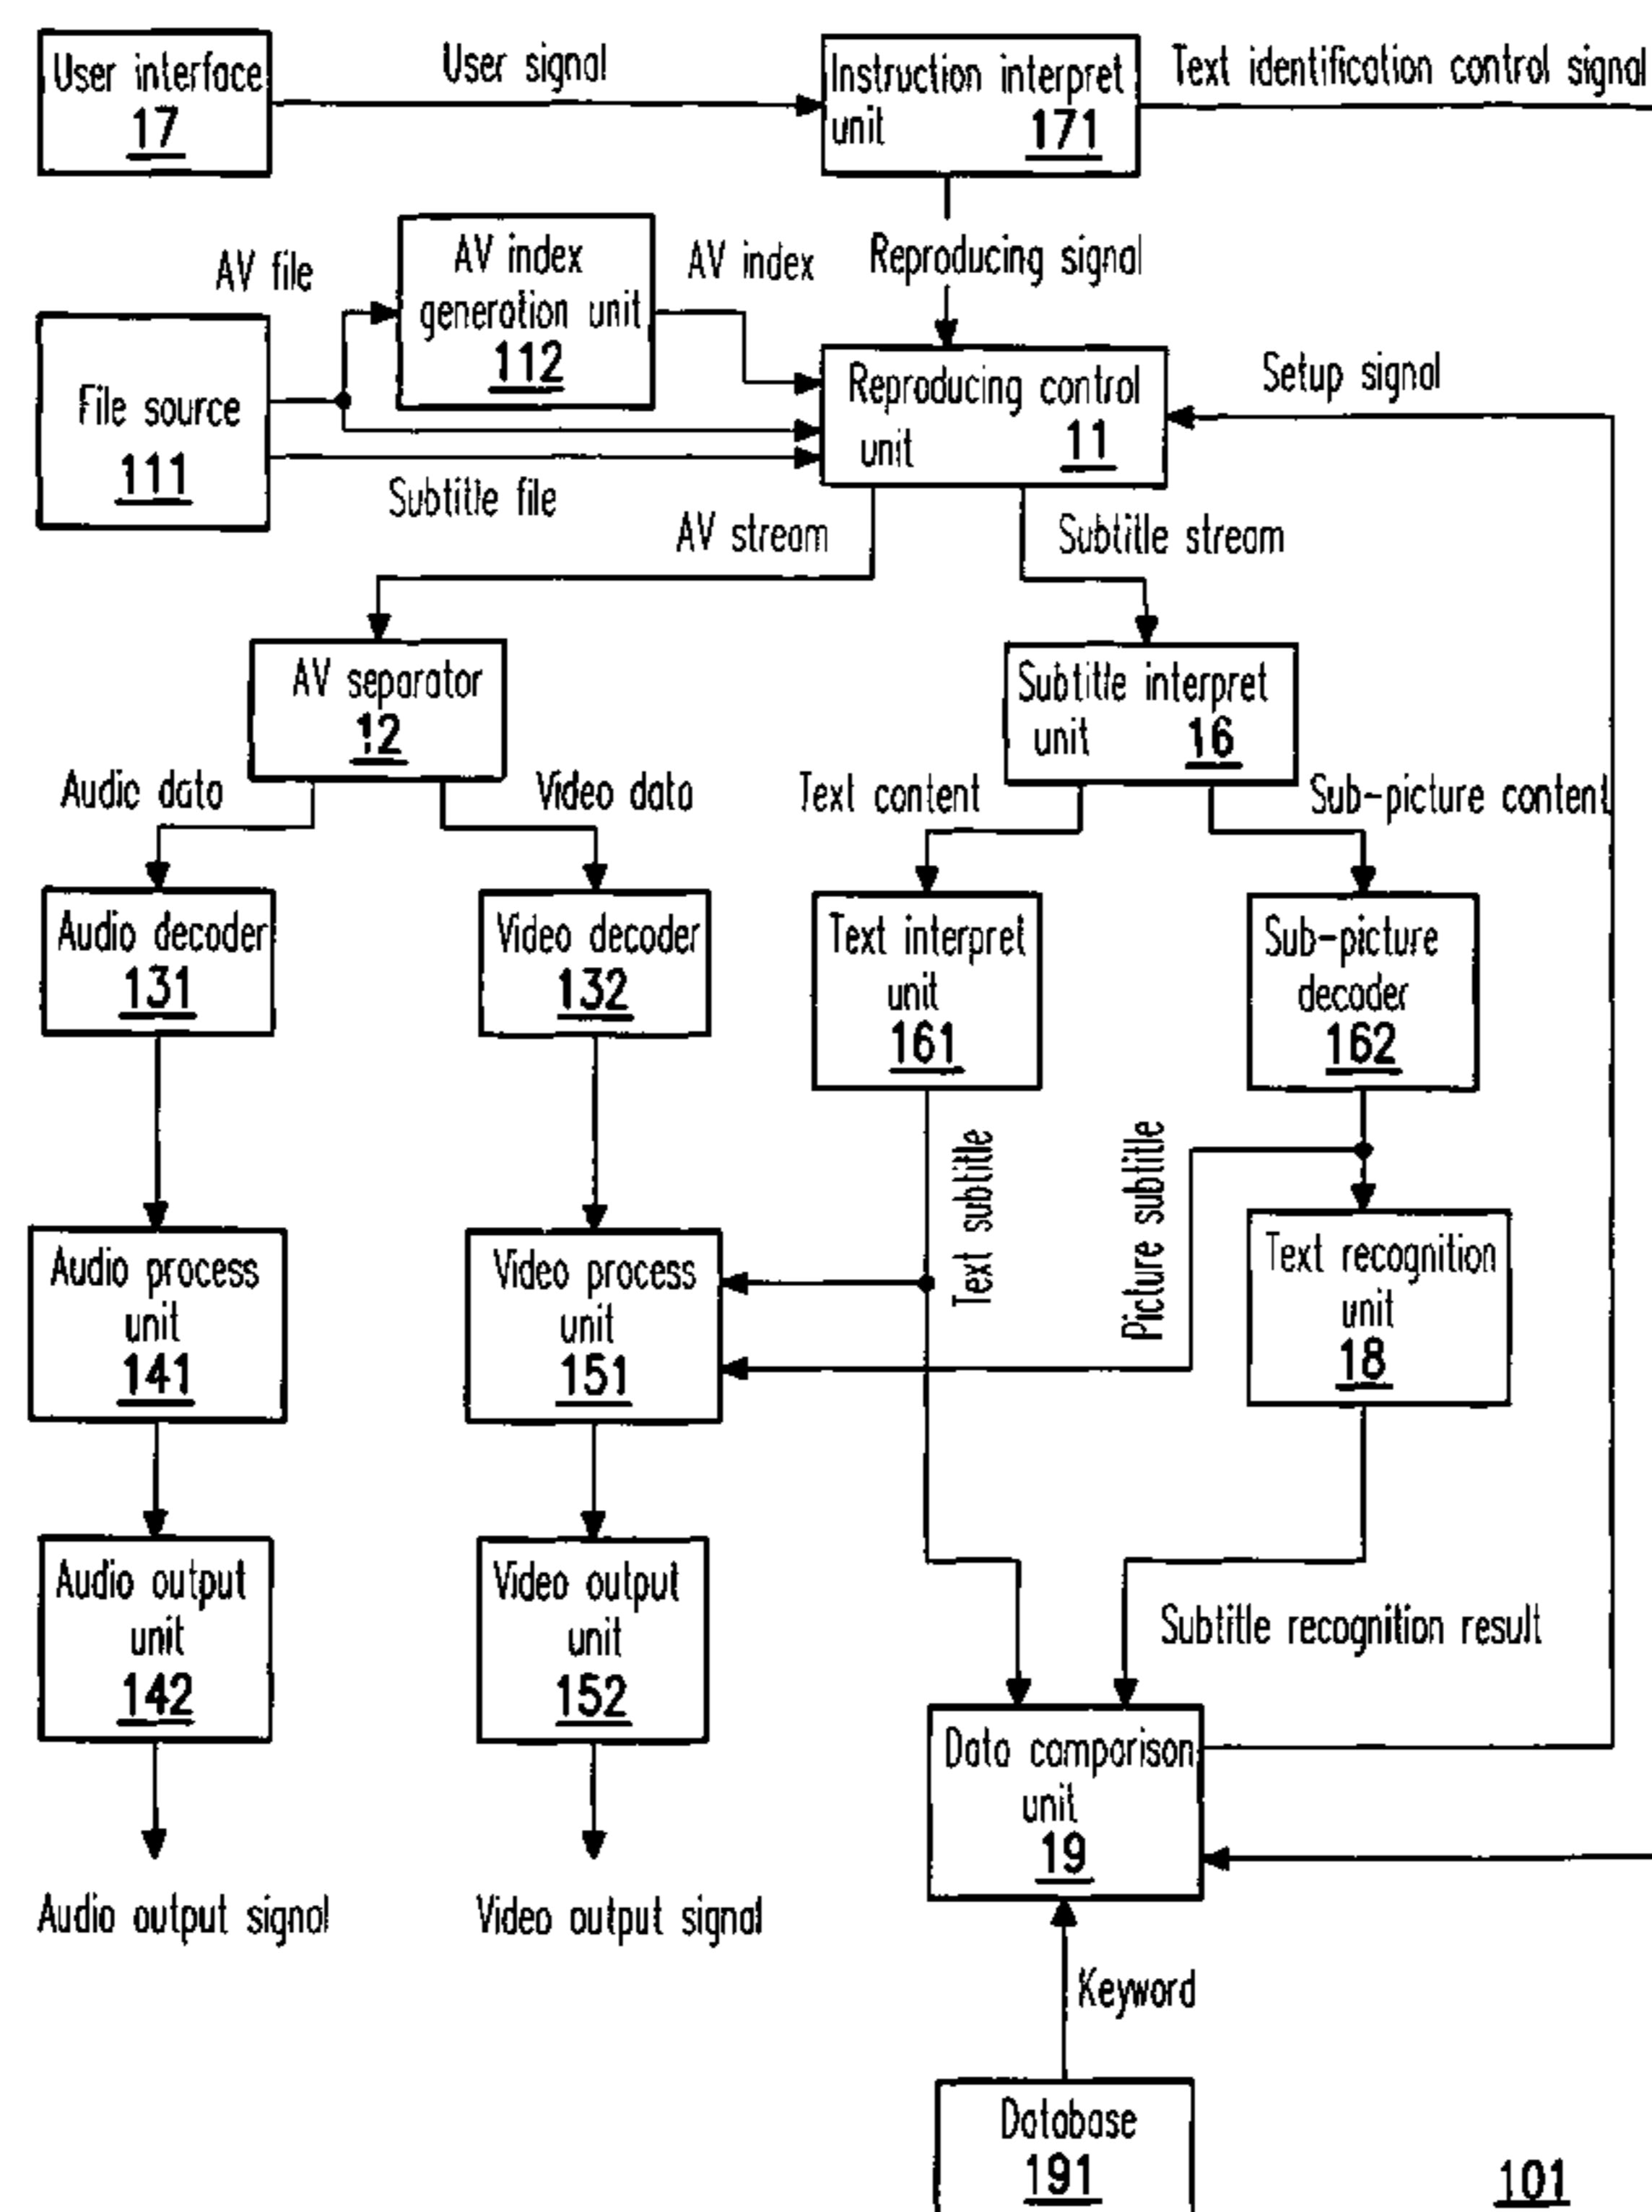 User interface
17
User signal
Instruction interpret
unit 171
Text identification control signal
AV file
AV index
generation unit
112
AV index
Reproducing signal
File source
111
Subtitle file
Reproducing control
unit 11
Setup signal
AV stream
Subtitle stream
AV separator
12
Subtitle interpret
unit 16
Audio data
Video data
Text content
Sub-picture content
Audio decoder
131
Video decoder
132
Text interpret
unit
161
Sub-picture
decoder
162
Text subtitle
Picture subtitle
Audio process
unit
141
Video process
unit
151
Text recognition
unit
18
Audio output
unit
142
Video output
unit
152
Subtitle recognition result
Data comparison
unit
19
Audio output signal
Video output signal
Keyword
Database
191
101